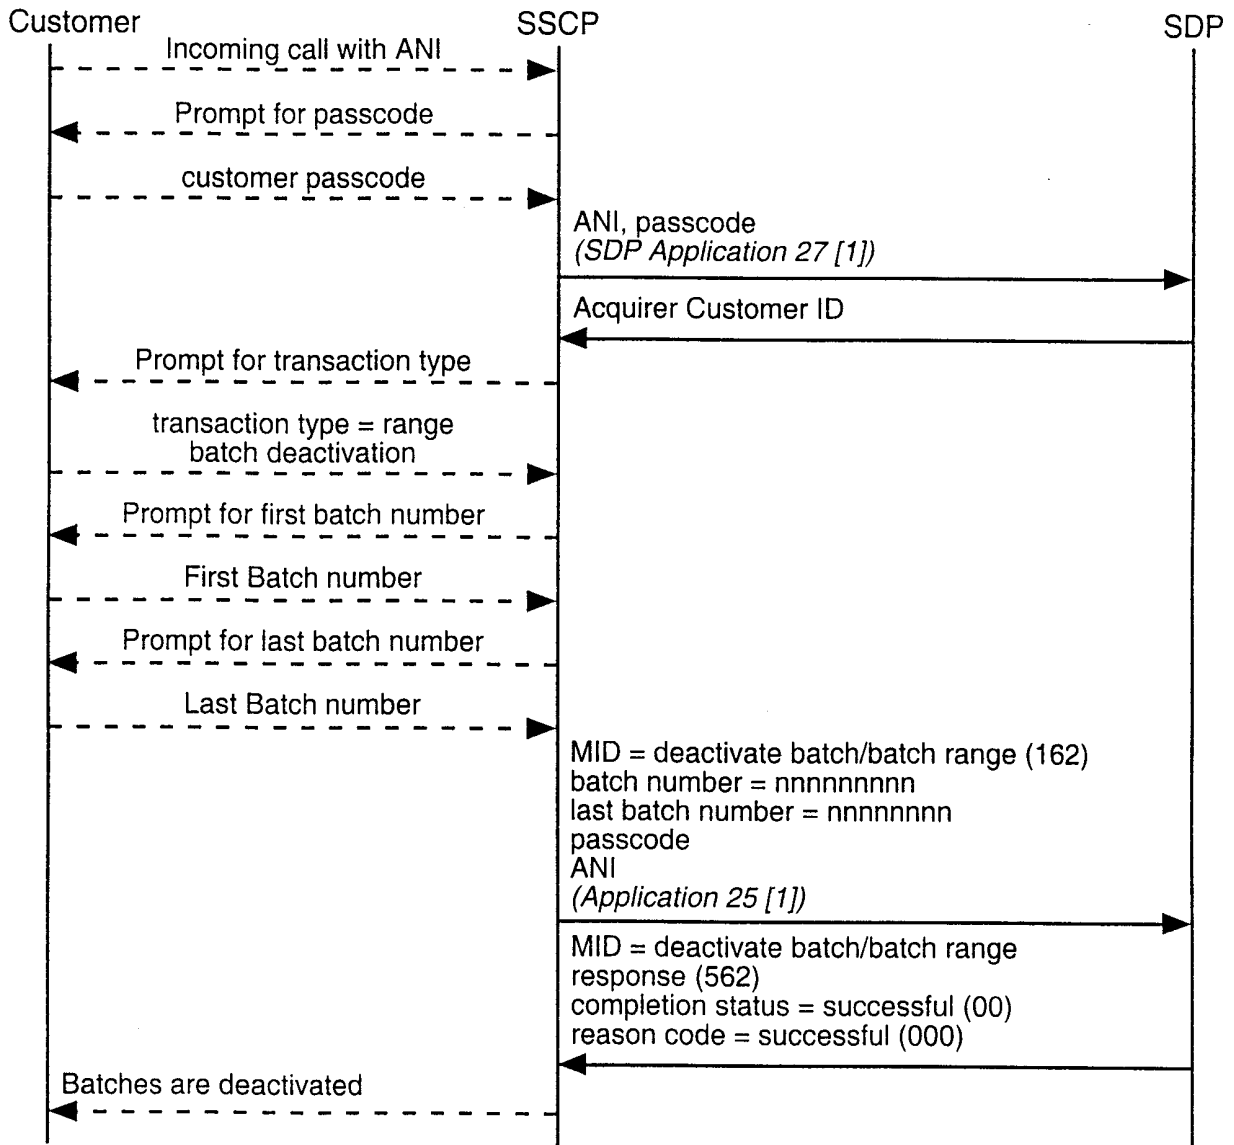 Customer
SSCP
SDP
Incoming call with ANI
Prompt for passcode
customer passcode
ANI, passcode
(SDP Application 27 [1])
Acquirer Customer ID
Prompt for transaction type
transaction type = range
batch deactivation
Prompt for first batch number
First Batch number
Prompt for last batch number
Last Batch number
MID = deactivate batch/batch range (162)
batch number = nnnnnnnnn
last batch number = nnnnnnnn
passcode
ANI
(Application 25 [1])
MID = deactivate batch/batch range
response (562)
completion status = successful (00)
reason code = successful (000)
Batches are deactivated